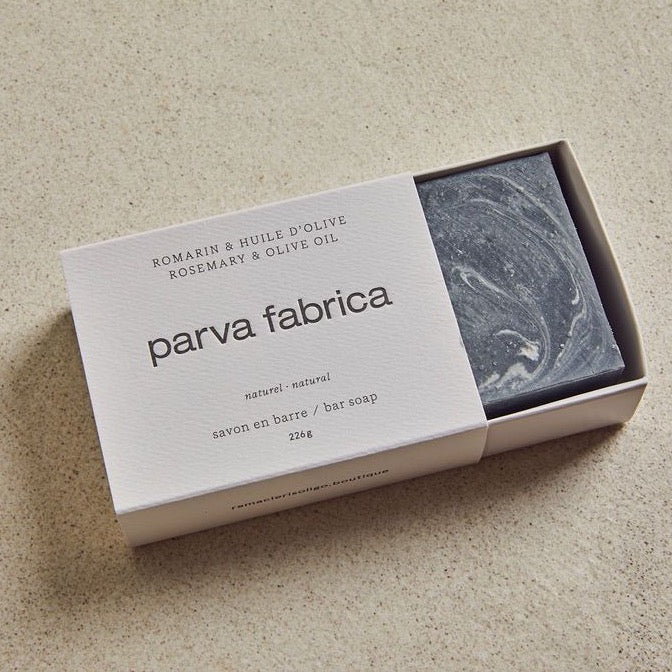 ROMARIN & HUILE D'OLIVE
ROSEMARY & OLIVE OIL
parva fabrica
naturel · natural
savon en barre / bar soap
226g